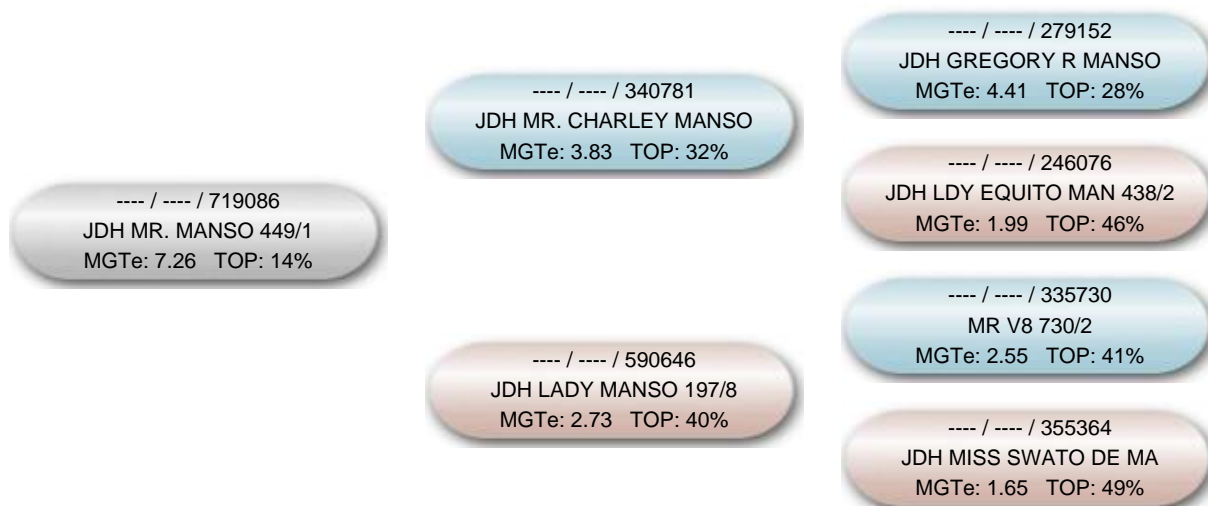 ---- / ---- / 719086
JDH MR. MANSO 449/1
MGTe: 7.26 TOP: 14%
---- / ---- / 340781
JDH MR. CHARLEY MANSO
MGTe: 3.83 TOP: 32%
---- / ---- / 590646
JDH LADY MANSO 197/8
MGTe: 2.73 TOP: 40%
---- / ---- / 279152
JDH GREGORY R MANSO
MGTe: 4.41 TOP: 28%
---- / ---- / 246076
JDH LDY EQUITO MAN 438/2
MGTe: 1.99 TOP: 46%
---- / ---- / 335730
MR V8 730/2
MGTe: 2.55 TOP: 41%
---- / ---- / 355364
JDH MISS SWATO DE MA
MGTe: 1.65 TOP: 49%